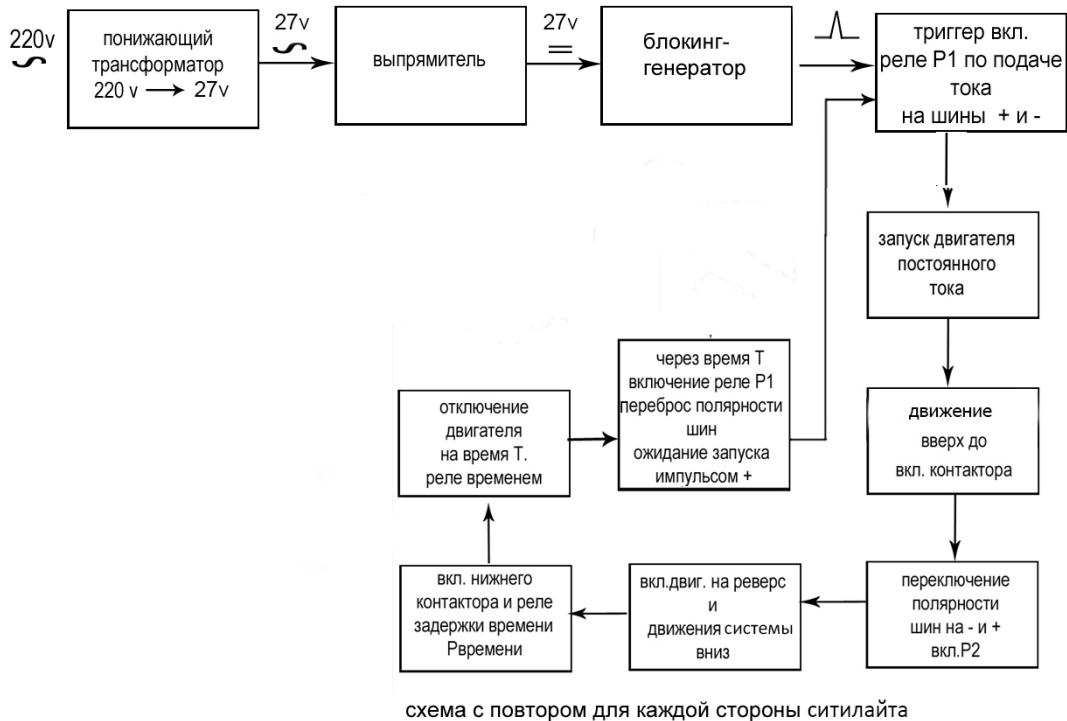 220v
понижающий
трансформатор
220 v → 27v
27v
выпрямитель
27v
блокинг-
генератор
триггер вкл.
реле Р1 по подаче
тока
на шины + и -
запуск двигателя
постоянного
тока
движение
вверх до
вкл. контактора
переключение
полярности
шин на - и +
вкл.Р2
вкл.двиг. на реверс
и
движения системы
вниз
вкл. нижнего
контактора и реле
задержки времени
Рвремени
отключение
двигателя
на время Т.
реле временем
через время Т
включение реле Р1
переброс полярности
шин
ожидание запуска
импульсом +
схема с повтором для каждой стороны ситилайта